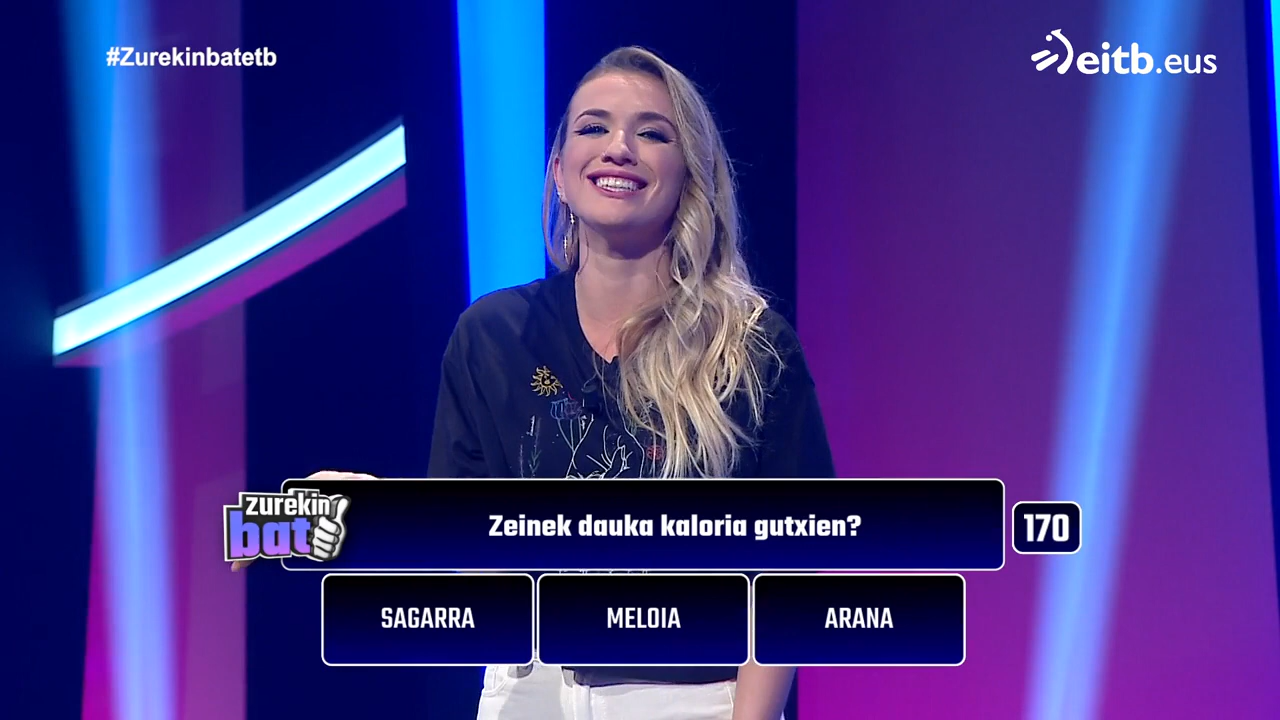 #Zurekinbatetb
eitb.eus
zurekin
bat
Zeinek dauka kaloria gutxien?
170
SAGARRA
MELOIA
ARANA